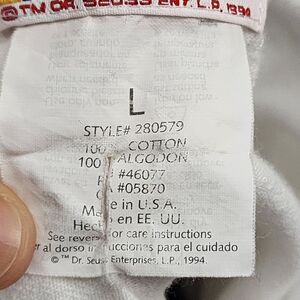 ©TM DR. SEUSS ENT. L.P. 1994
L
STYLE# 280579
100% COTTON
100 ALGODON
#46077
#05870
Made in U.S.A.
Hecho en EE. UU.
See reverse for care instructions
al dorso instrucciones para el cuidado
© ™ Dr. Seuss Enterprises, L.P., 1994.